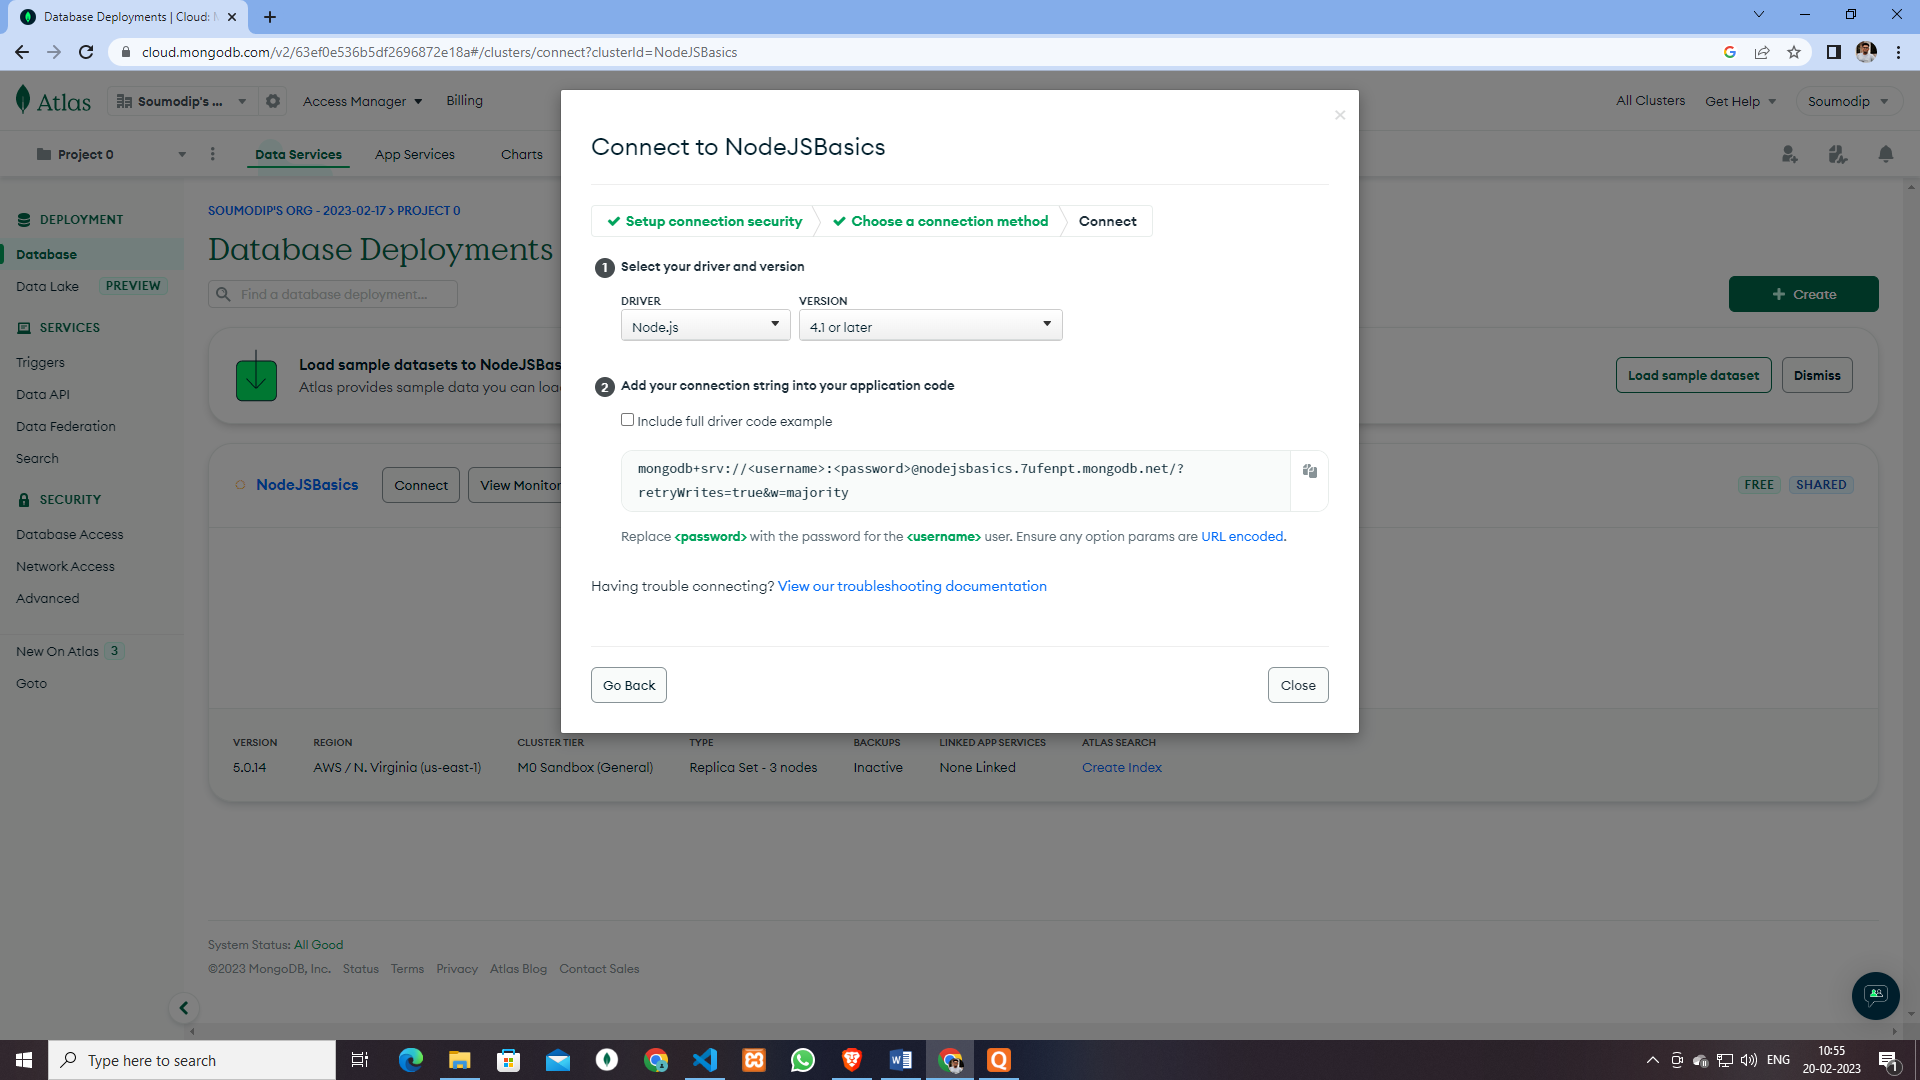 Database Deployments | Cloud:
cloud.mongodb.com/v2/63ef0e536b5df2696872e18a#/clusters/connect?clusterId=NodeJSBasics
Atlas
Soumodip's ...
Access Manager
Billing
All Clusters
Get Help
Soumodip
Project 0
Data Services
App Services
Charts
DEPLOYMENT
Database
Data Lake
PREVIEW
SERVICES
Triggers
Data API
Data Federation
Search
SECURITY
Database Access
Network Access
Advanced
New On Atlas 3
Goto
SOUMODIP'S ORG - 2023-02-17 > PROJECT 0
Database Deployments
Find a database deployment...
+ Create
Load sample datasets to NodeJSBas
Atlas provides sample data you can loa
Load sample dataset
Dismiss
NodeJSBasics
Connect
View Monitor
FREE
SHARED
Connect to NodeJSBasics
Setup connection security
Choose a connection method
Connect
1 Select your driver and version
DRIVER
VERSION
Node.js
4.1 or later
2 Add your connection string into your application code
Include full driver code example
mongodb+srv://<username>:<password>@nodejsbasics.7ufenpt.mongodb.net/?
retryWrites=true&w=majority
Replace <password> with the password for the <username> user. Ensure any option params are URL encoded.
Having trouble connecting? View our troubleshooting documentation
Go Back
Close
VERSION
REGION
CLUSTER TIER
TYPE
BACKUPS
LINKED APP SERVICES
ATLAS SEARCH
5.0.14
AWS / N. Virginia (us-east-1)
M0 Sandbox (General)
Replica Set - 3 nodes
Inactive
None Linked
Create Index
System Status: All Good
©2023 MongoDB, Inc. Status Terms Privacy Atlas Blog Contact Sales
Type here to search
ENG
10:55
20-02-2023
1